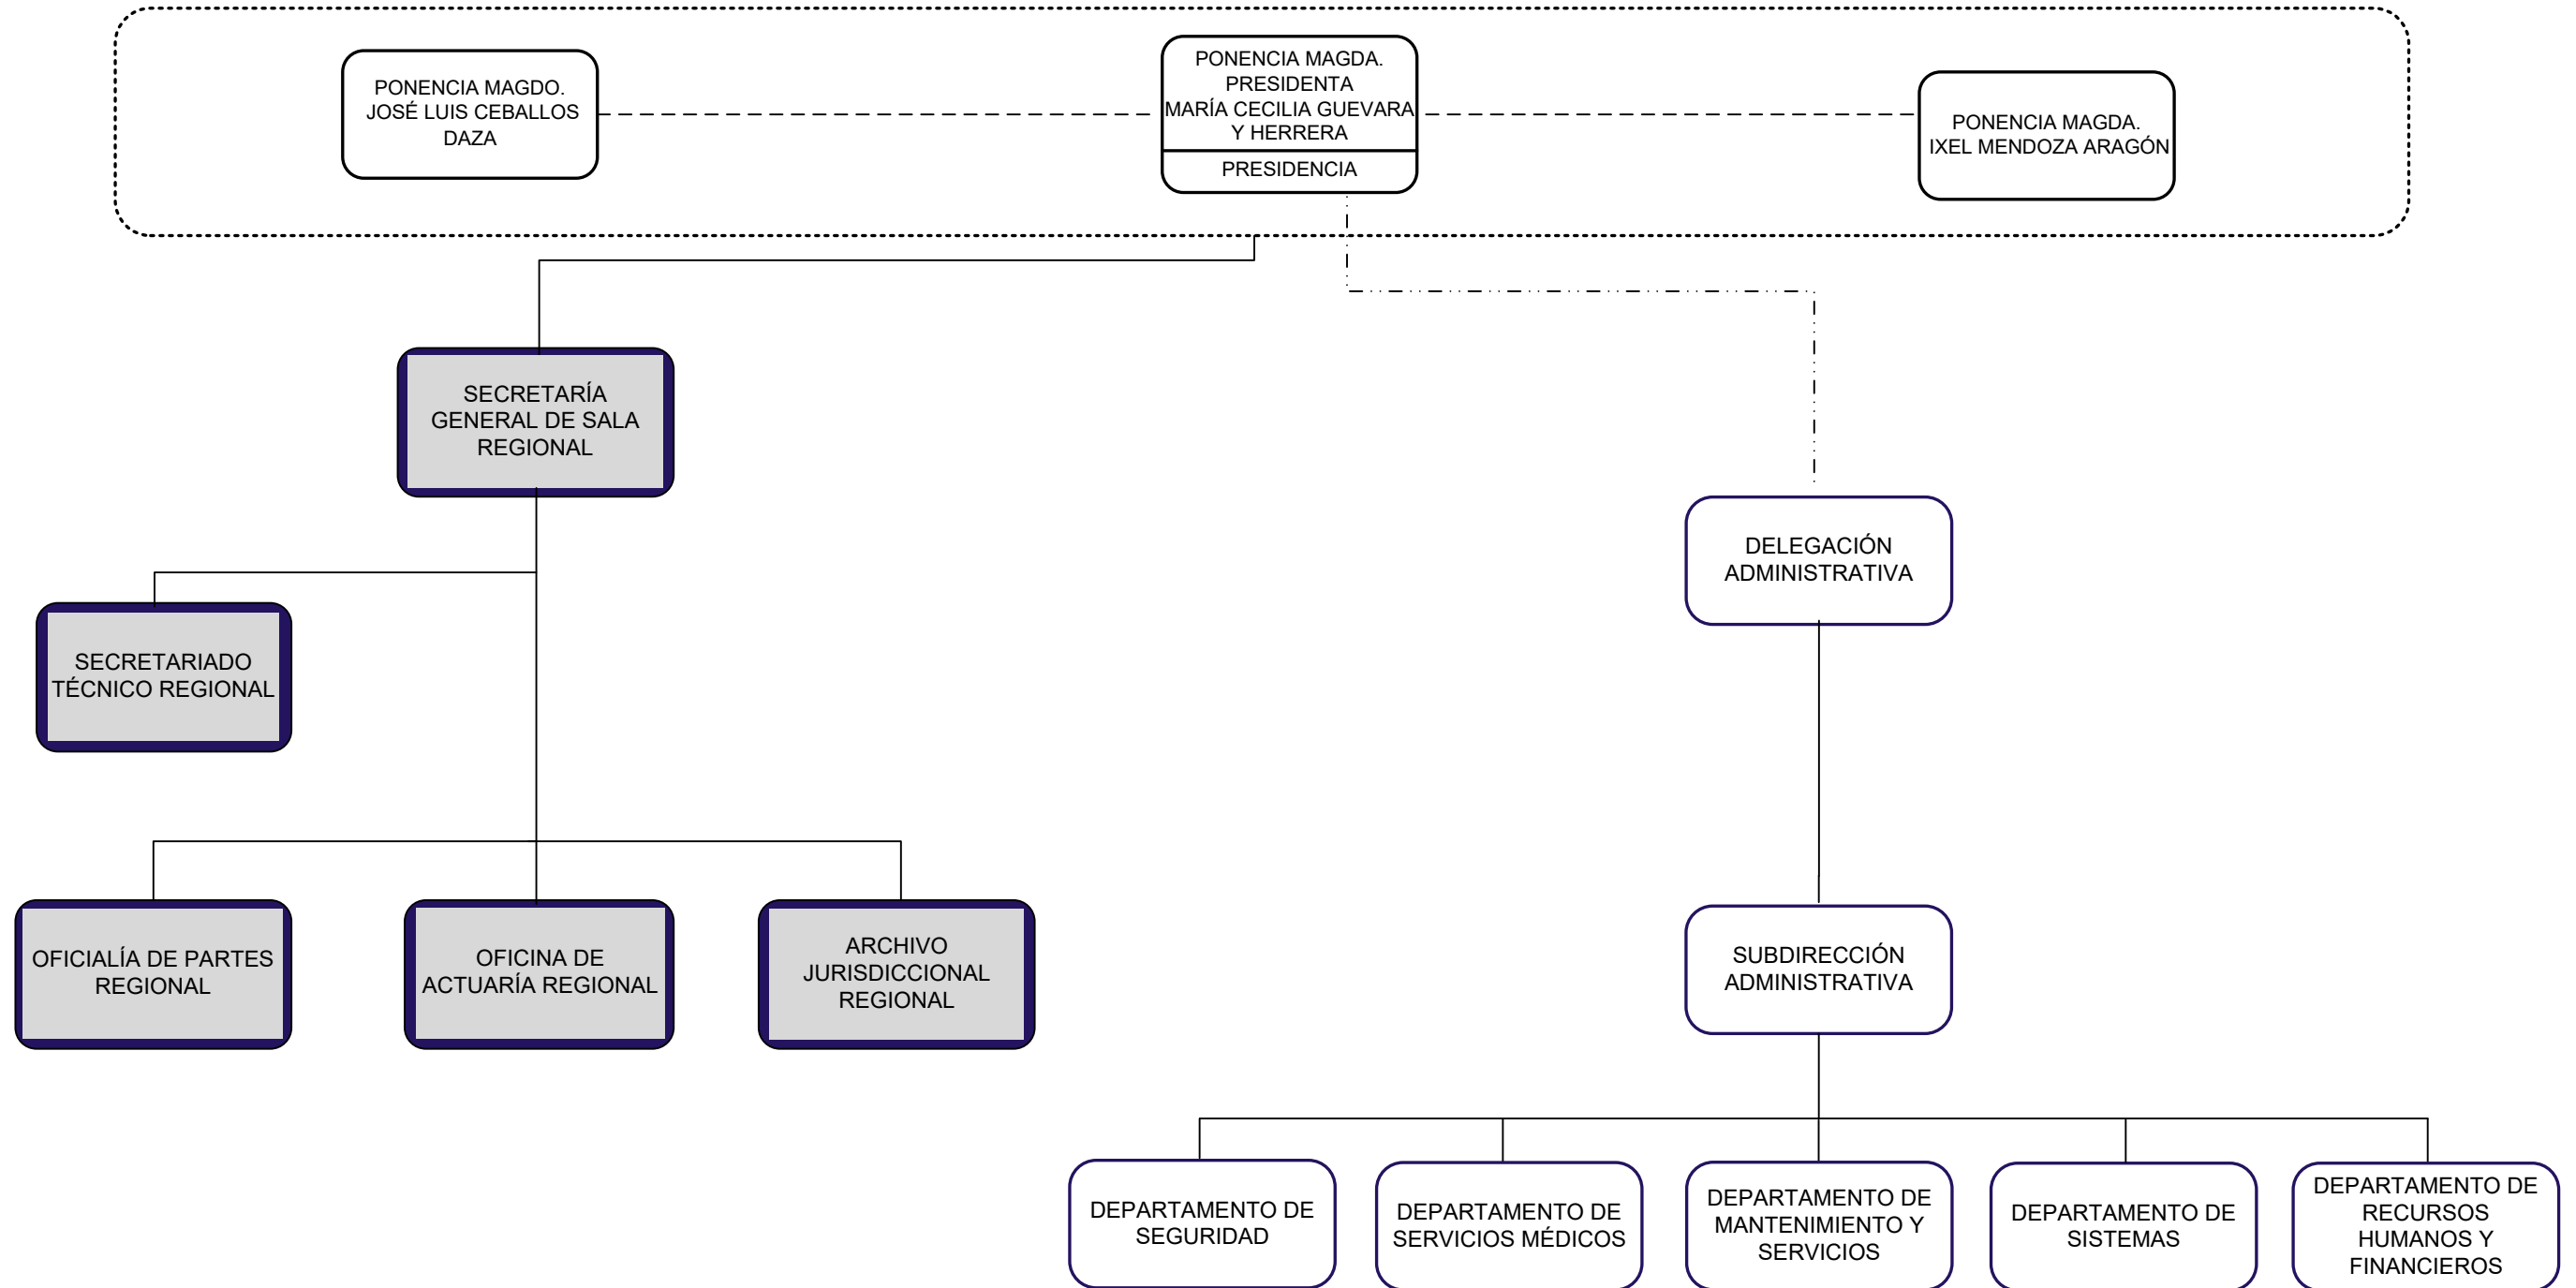 PONENCIA MAGDO.
JOSÉ LUIS CEBALLOS
DAZA
PONENCIA MAGDA.
PRESIDENTA
MARÍA CECILIA GUEVARA
Y HERRERA
PRESIDENCIA
PONENCIA MAGDA.
IXEL MENDOZA ARAGÓN
SECRETARÍA
GENERAL DE SALA
REGIONAL
DELEGACIÓN
ADMINISTRATIVA
SECRETARIADO
TÉCNICO REGIONAL
OFICIALÍA DE PARTES
REGIONAL
OFICINA DE
ACTUARÍA REGIONAL
ARCHIVO
JURISDICCIONAL
REGIONAL
SUBDIRECCIÓN
ADMINISTRATIVA
DEPARTAMENTO DE
SEGURIDAD
DEPARTAMENTO DE
SERVICIOS MÉDICOS
DEPARTAMENTO DE
MANTENIMIENTO Y
SERVICIOS
DEPARTAMENTO DE
SISTEMAS
DEPARTAMENTO DE
RECURSOS
HUMANOS Y
FINANCIEROS